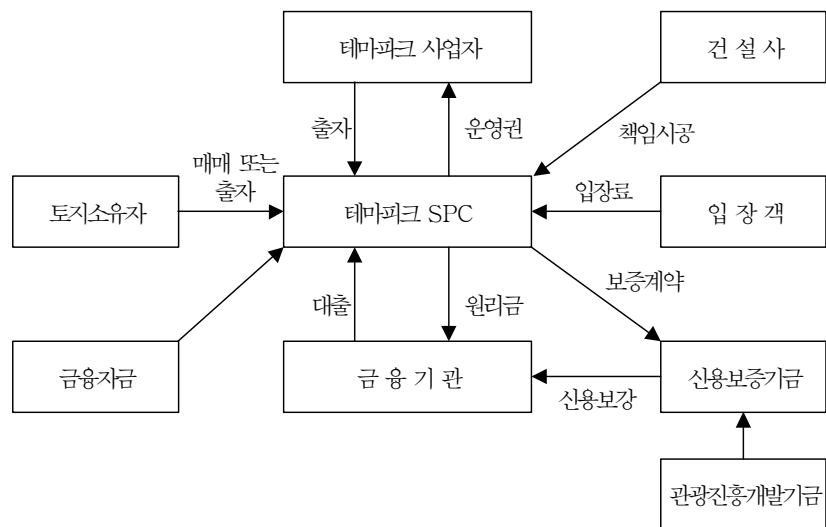 테마파크 사업자
건 설 사
출자
운영권
책임시공
매매 또는
출자
토지소유자
테마파크 SPC
입장료
입 장 객
대출
원리금
보증계약
금융자금
금 융 기 관
신용보강
신용보증기금
관광진흥개발기금